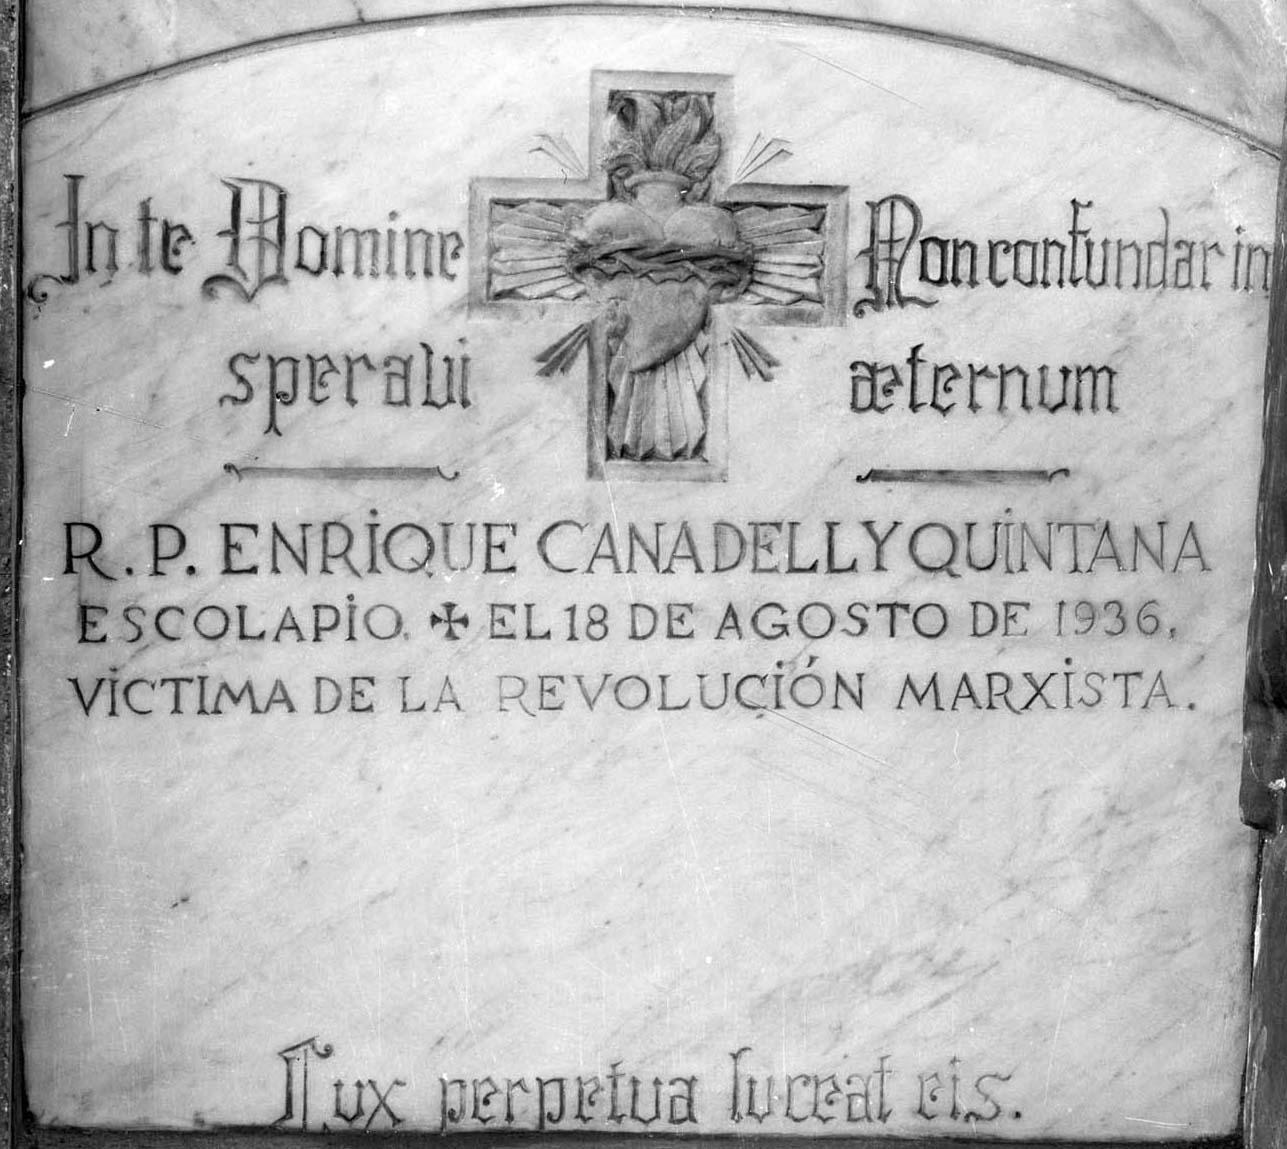 In te Domine
speravi
Non confundar in
æternum
R. P. ENRIQUE CANADELL Y QUINTANA
ESCOLAPIO. ✠ EL 18 DE AGOSTO DE 1936,
VÍCTIMA DE LA REVOLUCIÓN MARXISTA.
Lux perpetua luceat eis.